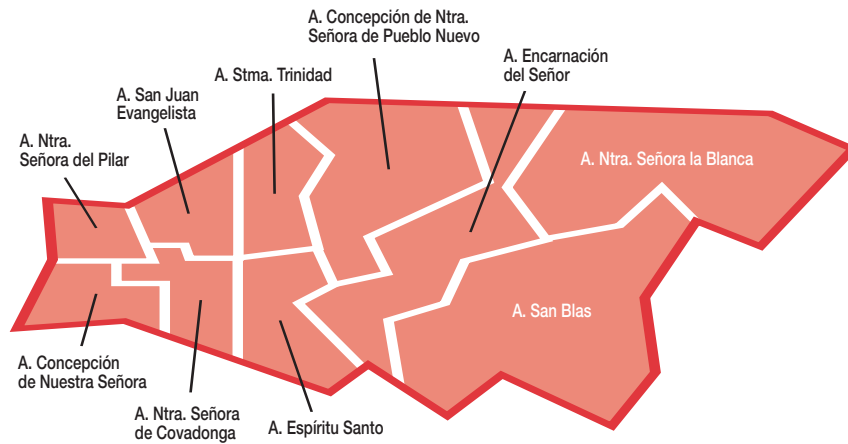 A. Concepción de Ntra.
Señora de Pueblo Nuevo
A. Encarnación
del Señor
A. Stma. Trinidad
A. San Juan
Evangelista
A. Ntra.
Señora del Pilar
A. Ntra. Señora la Blanca
A. San Blas
A. Concepción
de Nuestra Señora
A. Ntra. Señora
de Covadonga
A. Espíritu Santo